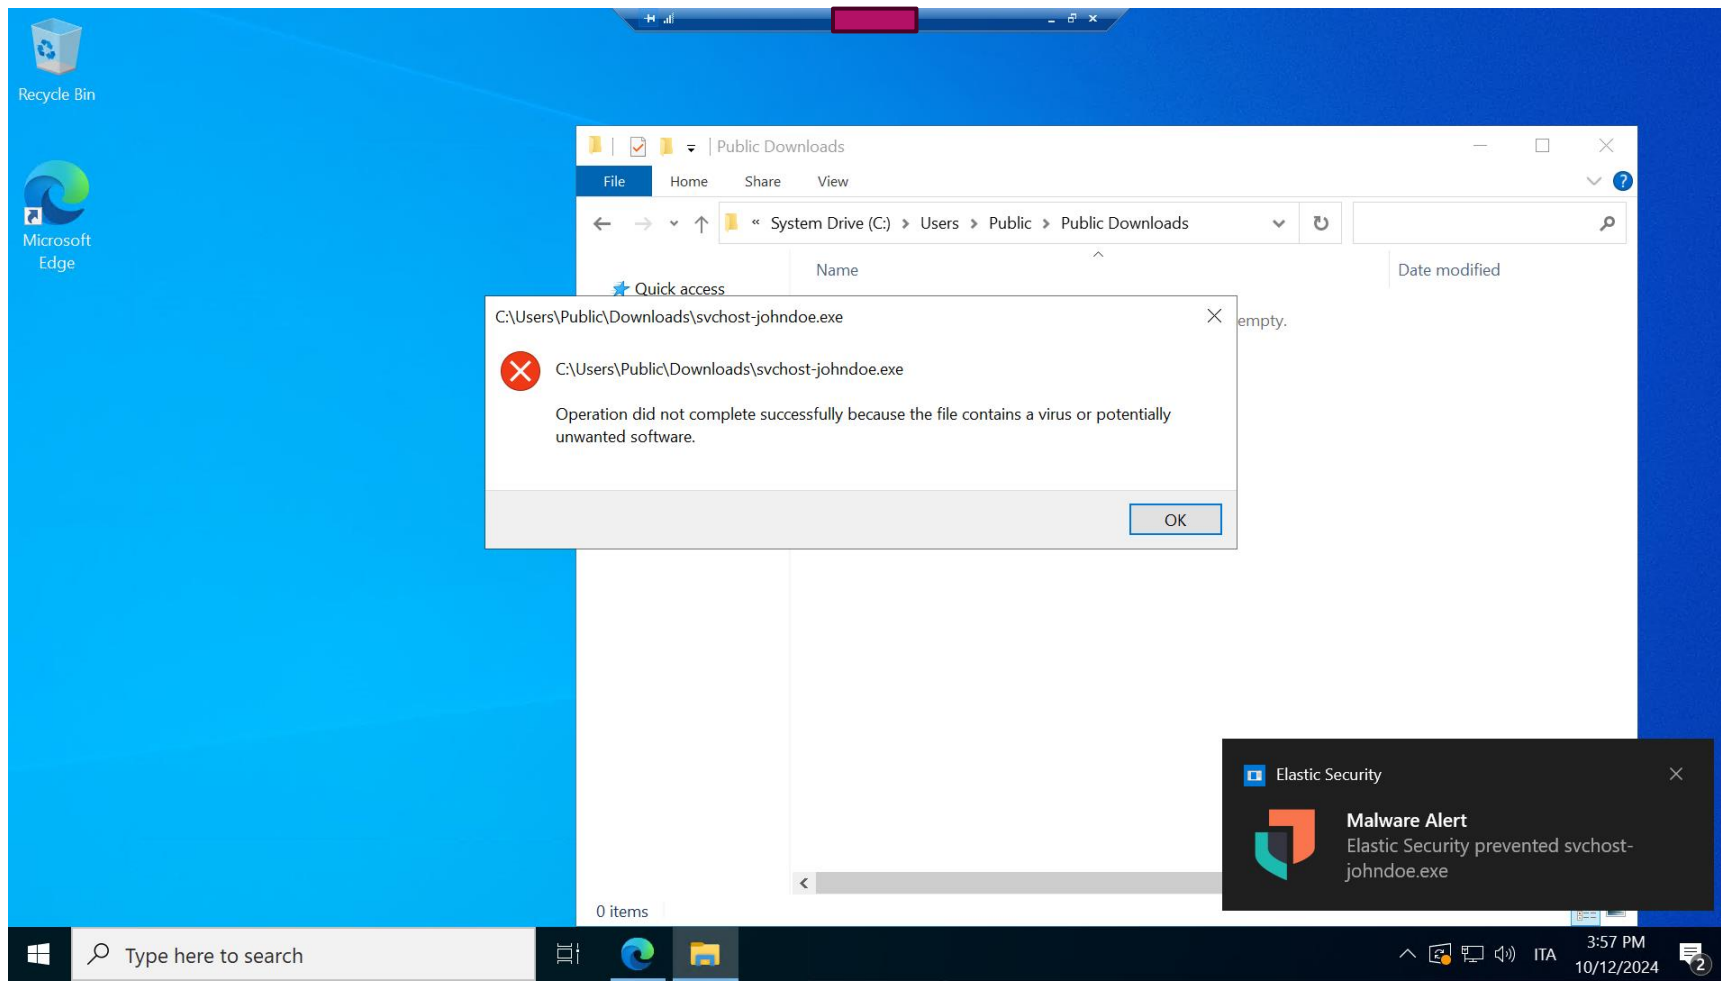 Recycle Bin
Microsoft
Edge
Public Downloads
File
Home
Share
View
?
« System Drive (C:) > Users > Public > Public Downloads
Name
Date modified
Quick access
empty.
C:\Users\Public\Downloads\svchost-johndoe.exe
C:\Users\Public\Downloads\svchost-johndoe.exe
Operation did not complete successfully because the file contains a virus or potentially
unwanted software.
OK
Elastic Security
Malware Alert
Elastic Security prevented svchost-
johndoe.exe
0 items
Type here to search
ITA
3:57 PM
10/12/2024
2